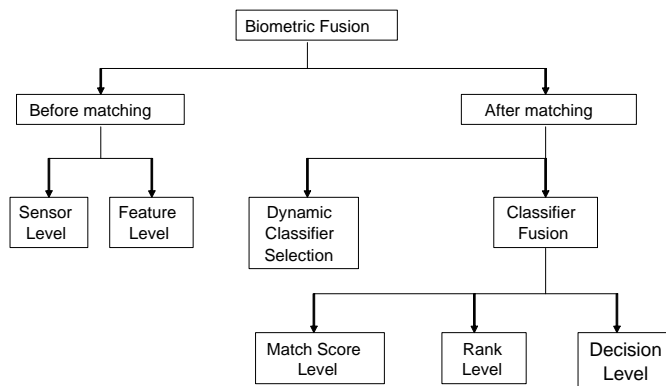 Biometric Fusion
Before matching
After matching
Sensor
Level
Feature
Level
Dynamic
Classifier
Selection
Classifier
Fusion
Match Score
Level
Rank
Level
Decision
Level